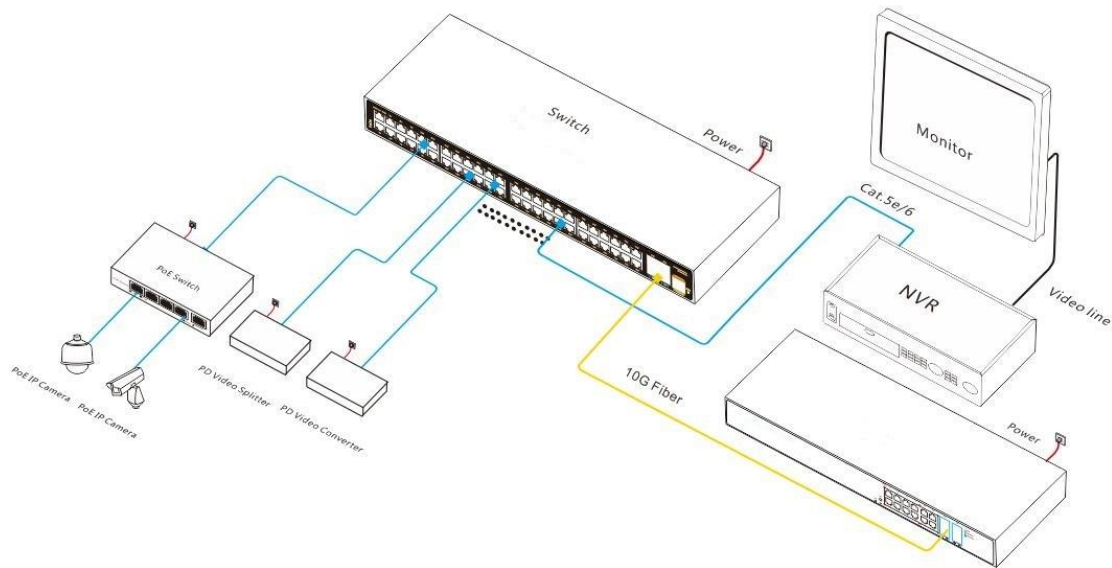 Switch
Power
Monitor
Cat.5e/6
PoE Switch
NVR
Video line
PoE IP Camera
PoE IP Camera
PD Video Splitter
PD Video Converter
10G Fiber
Power